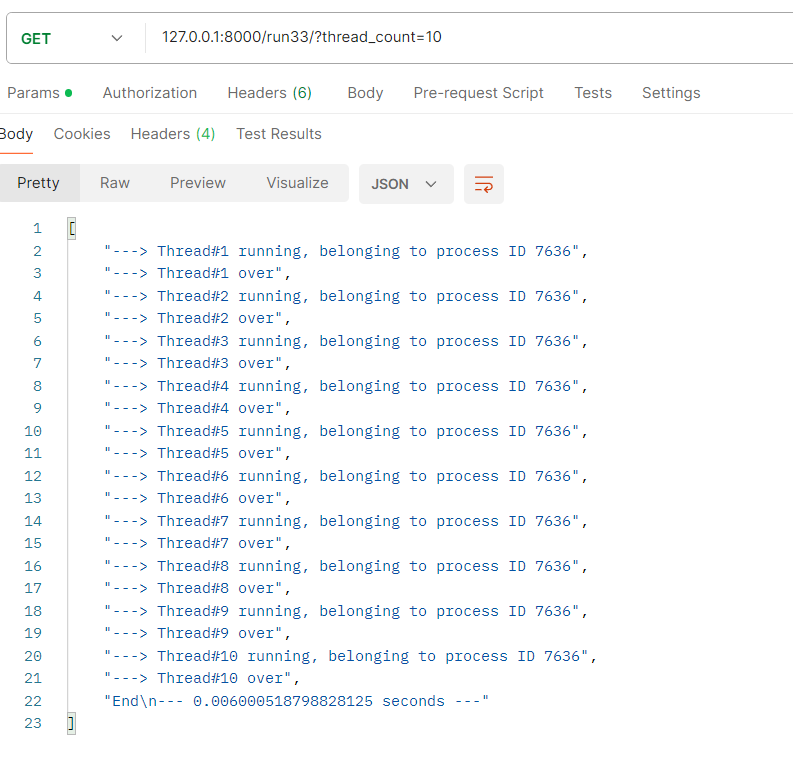 GET 127.0.0.1:8000/run33/?thread_count=10
Params Authorization Headers (6) Body Pre-request Script Tests Settings
Body Cookies Headers (4) Test Results
Pretty Raw Preview Visualize JSON
1 [
2 "---> Thread#1 running, belonging to process ID 7636",
3 "---> Thread#1 over",
4 "---> Thread#2 running, belonging to process ID 7636",
5 "---> Thread#2 over",
6 "---> Thread#3 running, belonging to process ID 7636",
7 "---> Thread#3 over",
8 "---> Thread#4 running, belonging to process ID 7636",
9 "---> Thread#4 over",
10 "---> Thread#5 running, belonging to process ID 7636",
11 "---> Thread#5 over",
12 "---> Thread#6 running, belonging to process ID 7636",
13 "---> Thread#6 over",
14 "---> Thread#7 running, belonging to process ID 7636",
15 "---> Thread#7 over",
16 "---> Thread#8 running, belonging to process ID 7636",
17 "---> Thread#8 over",
18 "---> Thread#9 running, belonging to process ID 7636",
19 "---> Thread#9 over",
20 "---> Thread#10 running, belonging to process ID 7636",
21 "---> Thread#10 over",
22 "End\n--- 0.006000518798828125 seconds ---"
23 ]